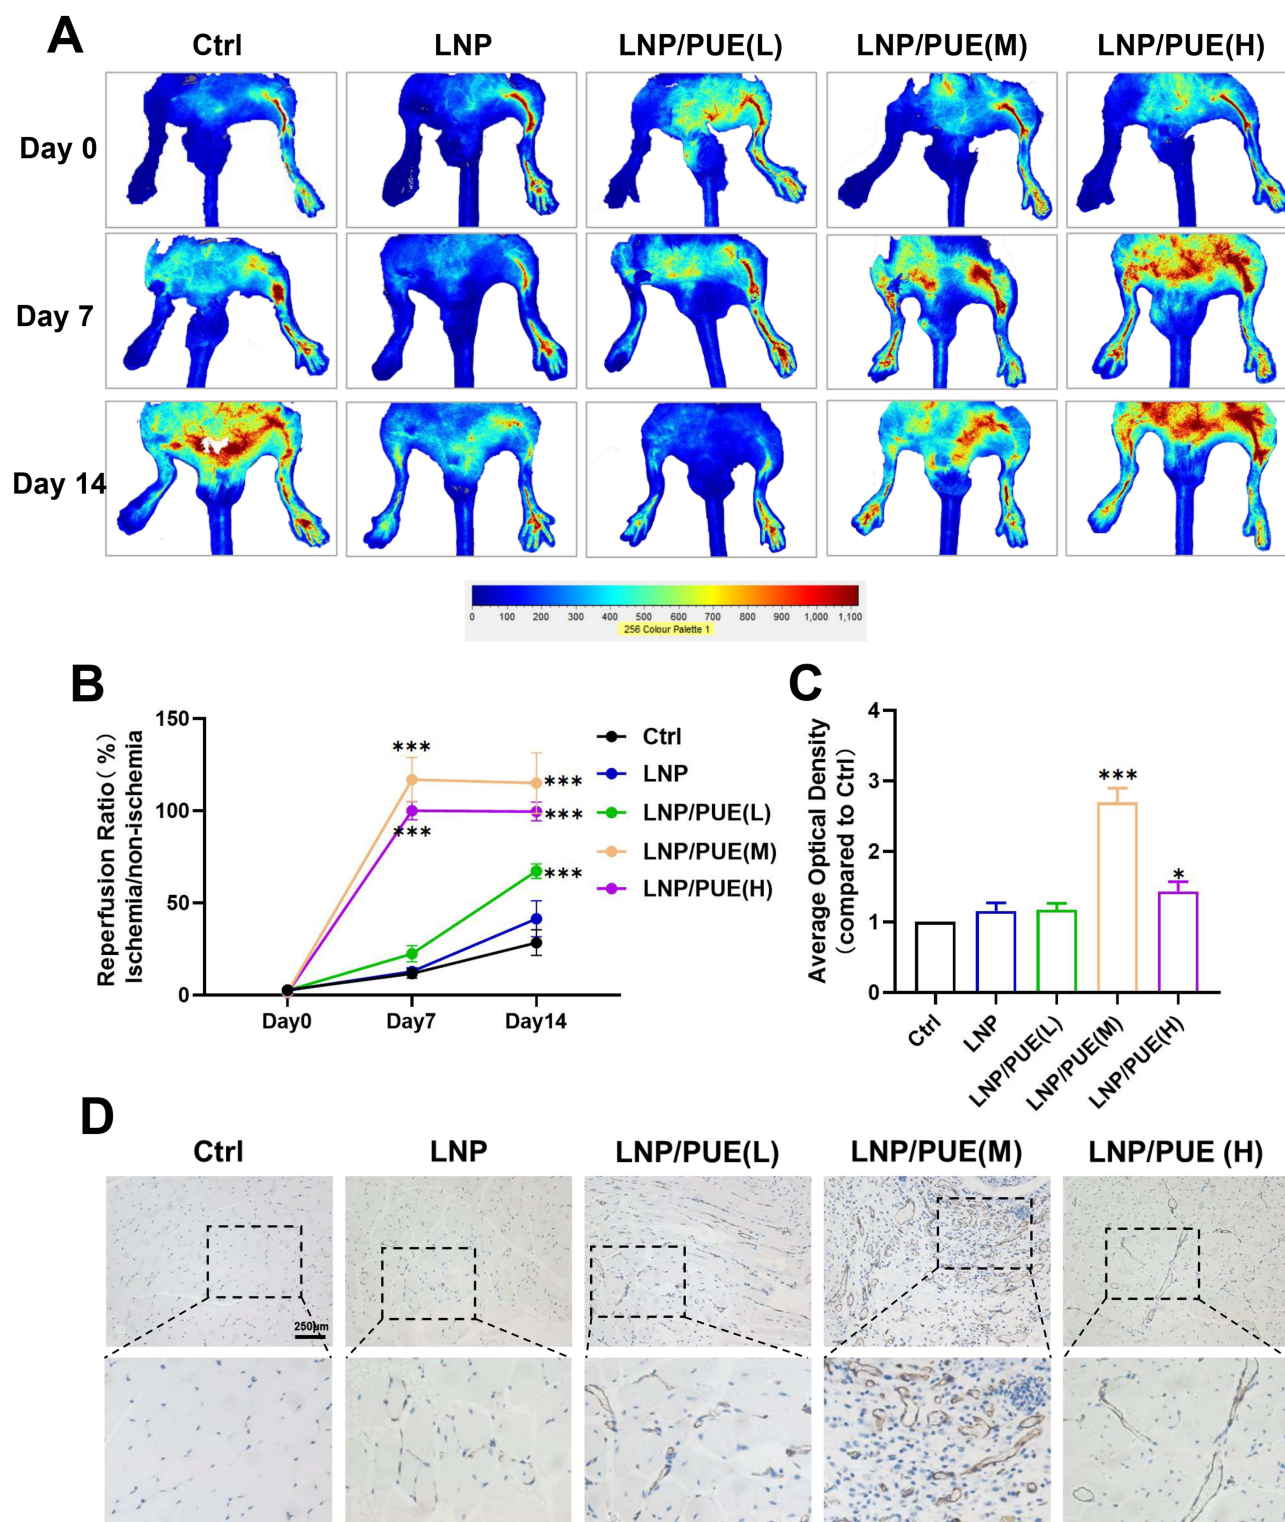 A
Ctrl LNP LNP/PUE(L) LNP/PUE(M) LNP/PUE(H)
Day 0
Day 7
Day 14
0 100 200 300 400 500 600 700 800 900 1,000 1,100
256 Colour Palette 1
B
Reperfusion Ratio(%)
Ischemia/non-ischemia
150
100
50
0
Day0 Day7 Day14
***
***
***
***
***
Ctrl
LNP
LNP/PUE(L)
LNP/PUE(M)
LNP/PUE(H)
C
Average Optical Density
(compared to Ctrl)
4
3
2
1
0
***
*
Ctrl
LNP
LNP/PUE(L)
LNP/PUE(M)
LNP/PUE(H)
D
Ctrl LNP LNP/PUE(L) LNP/PUE(M) LNP/PUE (H)
250μm